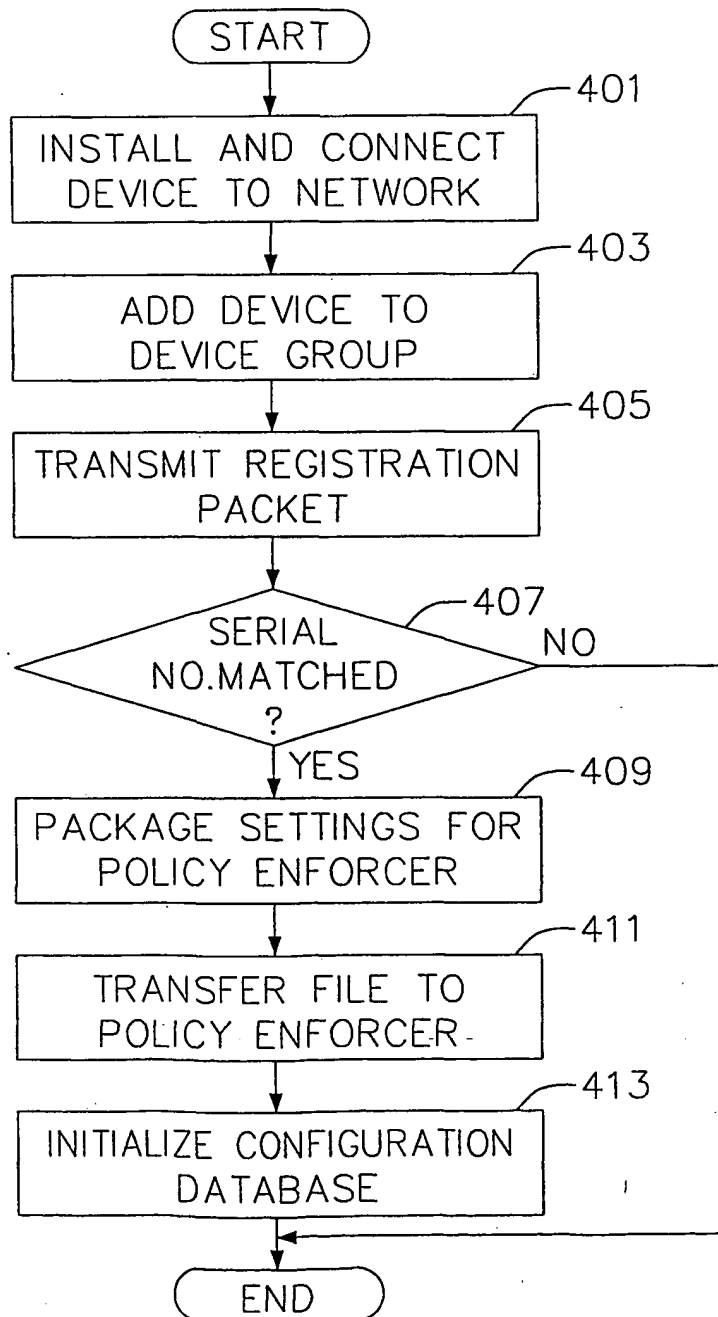 START
401
INSTALL AND CONNECT
DEVICE TO NETWORK
403
ADD DEVICE TO
DEVICE GROUP
405
TRANSMIT REGISTRATION
PACKET
407
SERIAL
NO.MATCHED
?
NO
YES
409
PACKAGE SETTINGS FOR
POLICY ENFORCER
411
TRANSFER FILE TO
POLICY ENFORCER
413
INITIALIZE CONFIGURATION
DATABASE
END